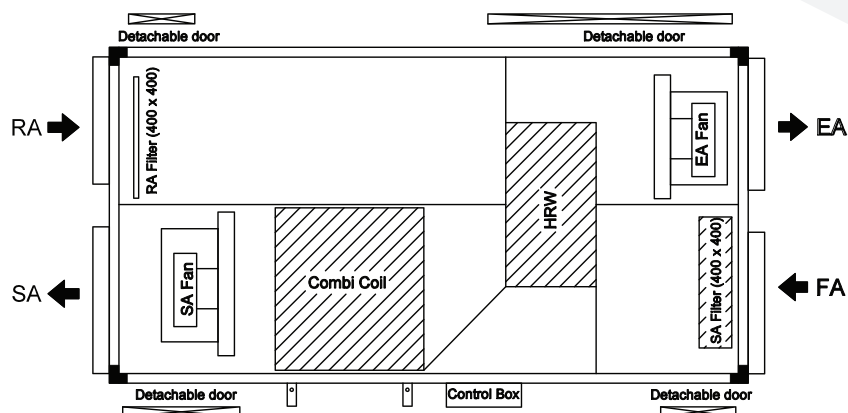 Detachable door
Detachable door
RA
RA Filter (400 x 400)
EA Fan
EA
HRW
SA
SA Fan
Combi Coil
SA Filter (400 x 400)
FA
Detachable door
Control Box
Detachable door